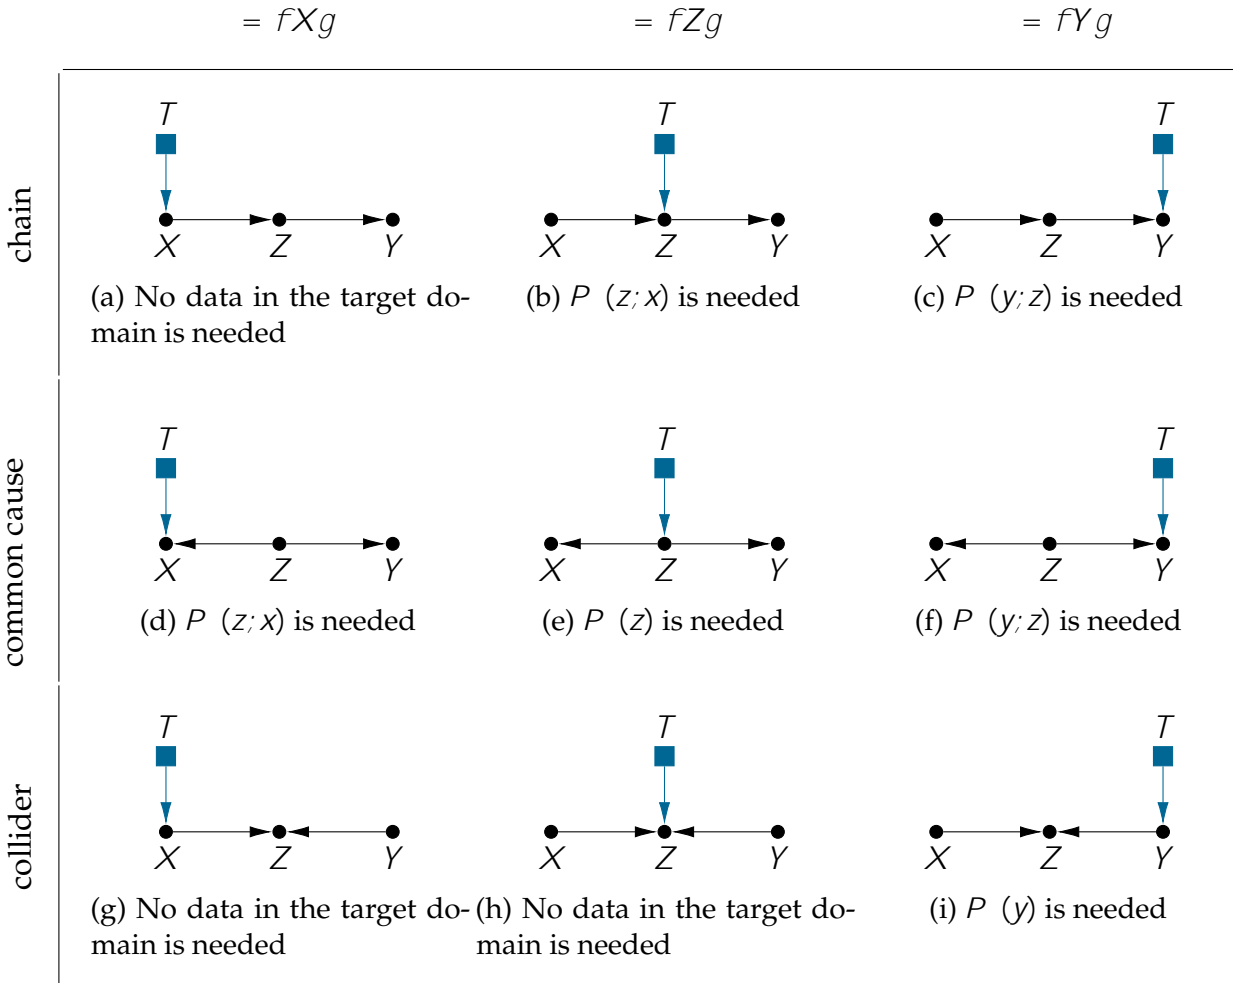 = fXg = fZg = fYg
chain
T T T
X Z Y X Z Y X Z Y
(a) No data in the target do-
main is needed
(b) P (z; x) is needed
(c) P (y; z) is needed
common cause
T T T
X Z Y X Z Y X Z Y
(d) P (z; x) is needed
(e) P (z) is needed
(f) P (y; z) is needed
collider
T T T
X Z Y X Z Y X Z Y
(g) No data in the target do-
main is needed
(h) No data in the target do-
main is needed
(i) P (y) is needed